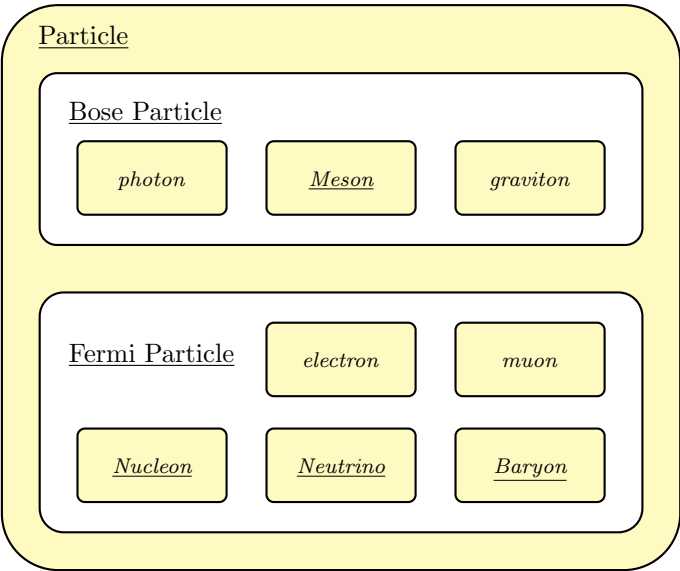 Particle
Bose Particle
photon
Meson
graviton
Fermi Particle
electron
muon
Nucleon
Neutrino
Baryon